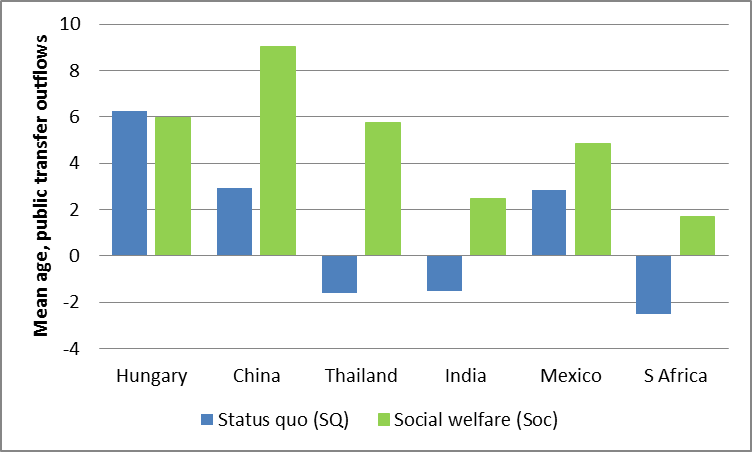 Mean age, public transfer outflows
10
8
6
4
2
0
-2
-4
Hungary China Thailand India Mexico S Africa
Status quo (SQ) Social welfare (Soc)